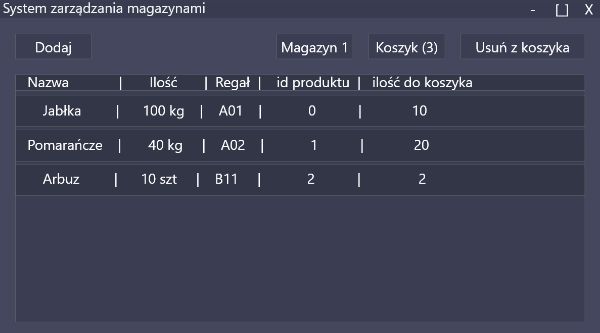 System zarządzania magazynami - [_] X
Dodaj Magazyn 1 Koszyk (3) Usuń z koszyka
Nazwa | Ilość | Regał | id produktu | ilość do koszyka
Jabłka | 100 kg | A01 | 0 | 10
Pomarańcze | 40 kg | A02 | 1 | 20
Arbuz | 10 szt | B11 | 2 | 2